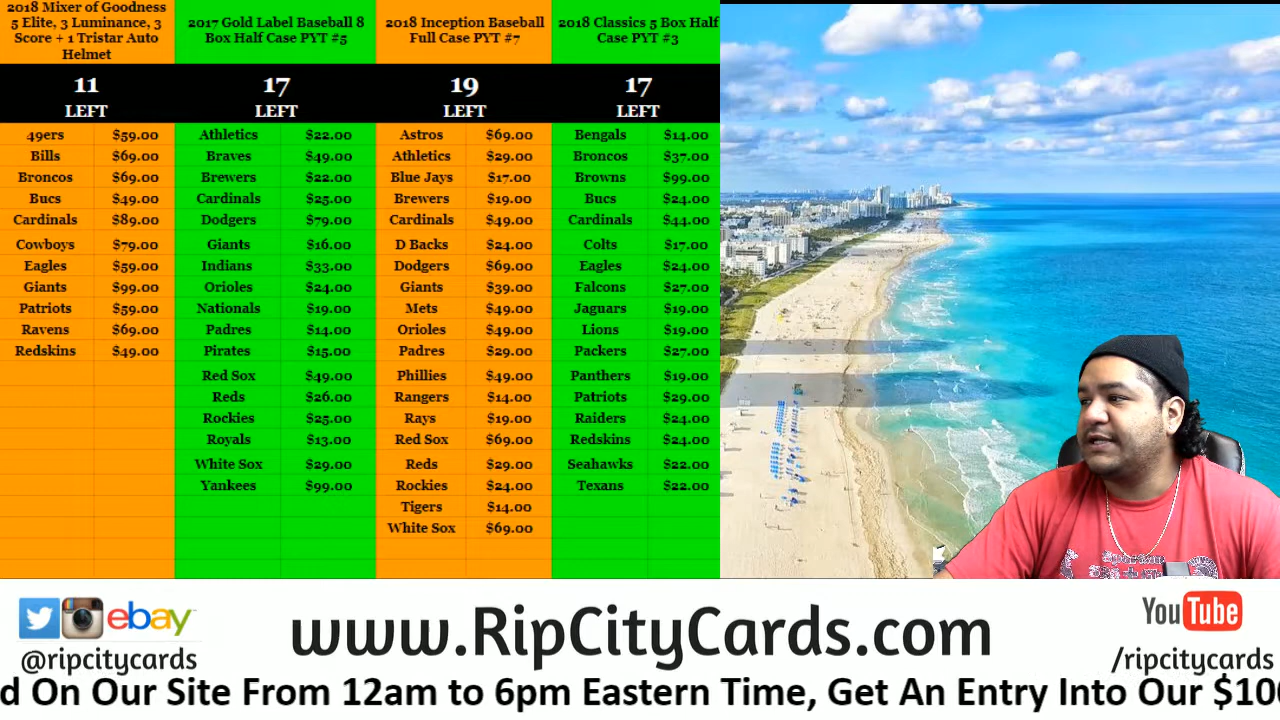 2018 Mixer of Goodness
5 Elite, 3 Luminance, 3
Score + 1 Tristar Auto
Helmet
11
LEFT
49ers $59.00
Bills $69.00
Broncos $69.00
Bucs $49.00
Cardinals $89.00
Cowboys $79.00
Eagles $59.00
Giants $99.00
Patriots $59.00
Ravens $69.00
Redskins $49.00
2017 Gold Label Baseball 8
Box Half Case PYT #5
17
LEFT
Athletics $22.00
Braves $49.00
Brewers $22.00
Cardinals $25.00
Dodgers $79.00
Giants $16.00
Indians $33.00
Orioles $24.00
Nationals $19.00
Padres $14.00
Pirates $15.00
Red Sox $49.00
Reds $26.00
Rockies $25.00
Royals $13.00
White Sox $29.00
Yankees $99.00
2018 Inception Baseball
Full Case PYT #7
19
LEFT
Astros $69.00
Athletics $29.00
Blue Jays $17.00
Brewers $19.00
Cardinals $49.00
D Backs $24.00
Dodgers $69.00
Giants $39.00
Mets $49.00
Orioles $49.00
Padres $29.00
Phillies $49.00
Rangers $14.00
Rays $19.00
Red Sox $69.00
Reds $29.00
Rockies $24.00
Tigers $14.00
White Sox $69.00
2018 Classics 5 Box Half
Case PYT #3
17
LEFT
Bengals $14.00
Broncos $37.00
Browns $99.00
Bucs $24.00
Cardinals $44.00
Colts $17.00
Eagles $24.00
Falcons $27.00
Jaguars $19.00
Lions $19.00
Packers $27.00
Panthers $19.00
Patriots $29.00
Raiders $24.00
Redskins $24.00
Seahawks $22.00
Texans $22.00
ebay
@ripcitycards
www.RipCityCards.com
YouTube
/ripcitycards
d On Our Site From 12am to 6pm Eastern Time, Get An Entry Into Our $100